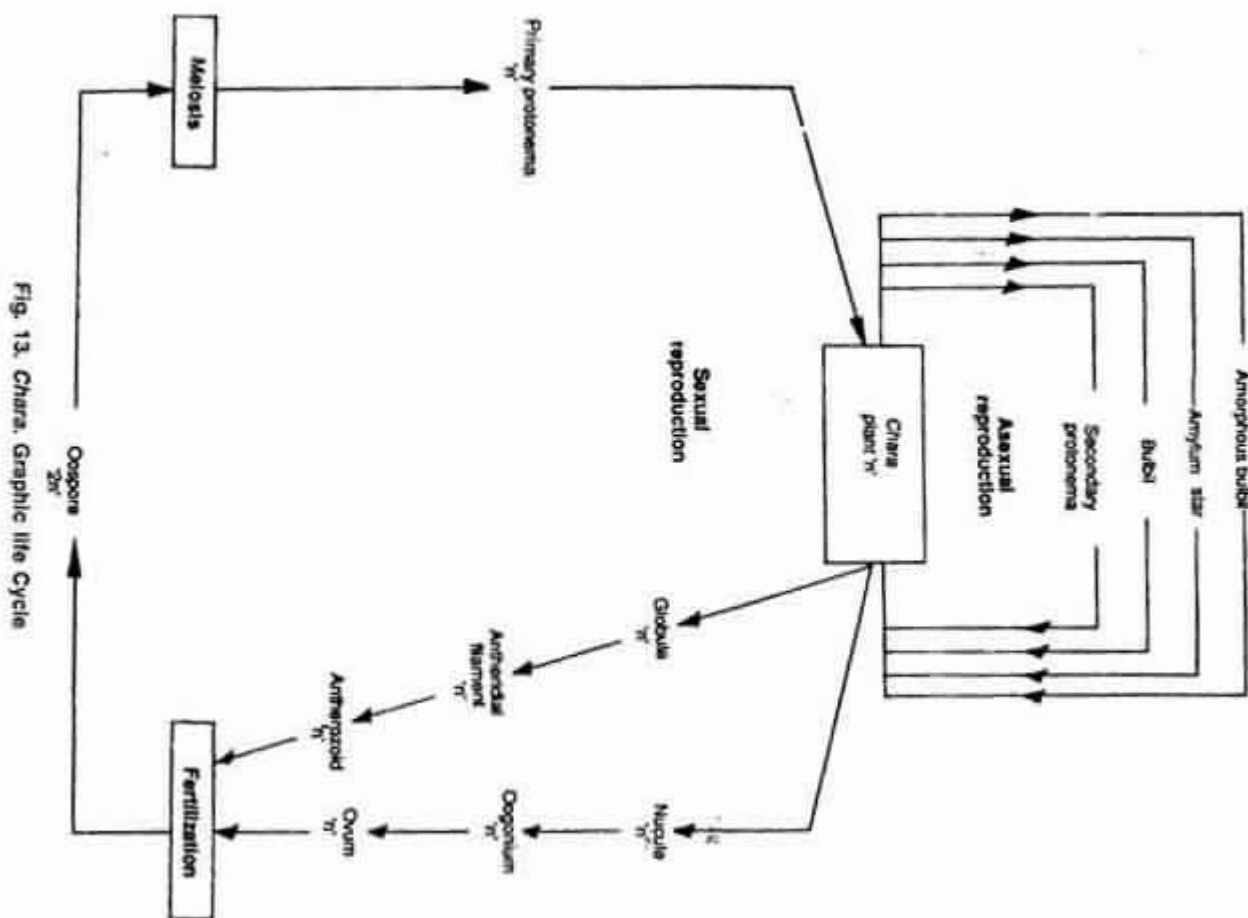 Amorphous bulbil
Amylum star
Bulbil
Secondary
protonema
Asexual
reproduction
Chara
plant 'n'
Sexual
reproduction
Primary protonema
'n'
Meiosis
Globule
'n'
Antheridial
filament
'n'
Antherozoid
'n'
Nucule
'n'
Oogonium
'n'
Ovum
'n'
Fertilization
Oospore
'2n'
Fig. 13. Chara. Graphic life Cycle